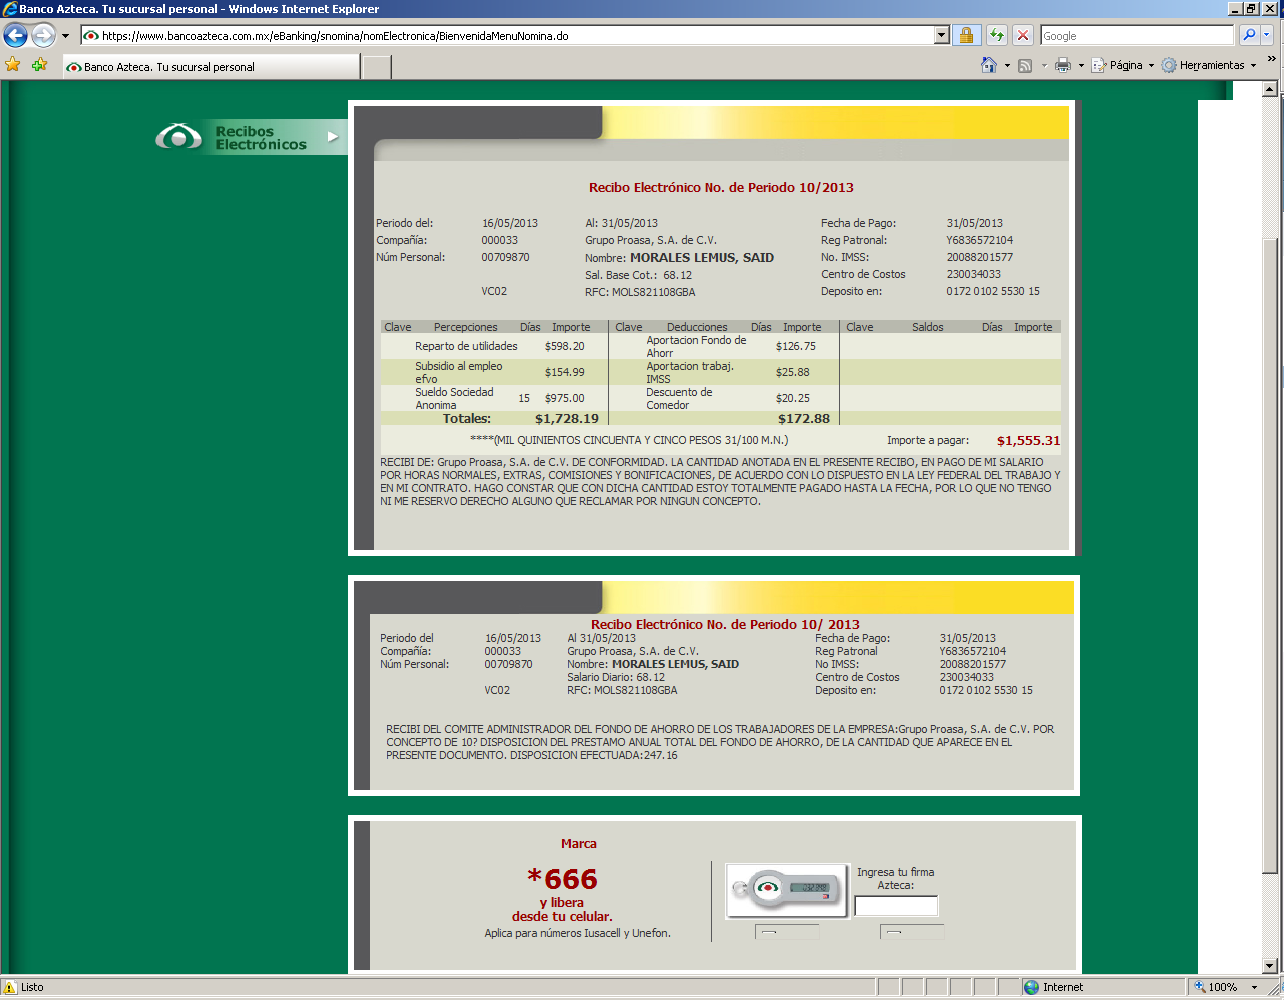 Banco Azteca. Tu sucursal personal - Windows Internet Explorer
https://www.bancoazteca.com.mx/eBanking/snomina/nomElectronica/BienvenidaMenuNomina.do
Google
Banco Azteca. Tu sucursal personal
Página
Herramientas
»
Recibos
Electrónicos
Recibo Electrónico No. de Periodo 10/2013
Periodo del: 16/05/2013 Al: 31/05/2013 Fecha de Pago: 31/05/2013
Compañía: 000033 Grupo Proasa, S.A. de C.V. Reg Patronal: Y6836572104
Núm Personal: 00709870 Nombre: MORALES LEMUS, SAID No. IMSS: 20088201577
Sal. Base Cot.: 68.12 Centro de Costos 230034033
VC02 RFC: MOLS821108GBA Deposito en: 0172 0102 5530 15
Clave Percepciones Días Importe Clave Deducciones Días Importe Clave Saldos Días Importe
Reparto de utilidades $598.20 Aportacion Fondo de Ahorr $126.75
Subsidio al empleo efvo $154.99 Aportacion trabaj. IMSS $25.88
Sueldo Sociedad Anonima 15 $975.00 Descuento de Comedor $20.25
Totales: $1,728.19 $172.88
****(MIL QUINIENTOS CINCUENTA Y CINCO PESOS 31/100 M.N.) Importe a pagar: $1,555.31
RECIBI DE: Grupo Proasa, S.A. de C.V. DE CONFORMIDAD. LA CANTIDAD ANOTADA EN EL PRESENTE RECIBO, EN PAGO DE MI SALARIO
POR HORAS NORMALES, EXTRAS, COMISIONES Y BONIFICACIONES, DE ACUERDO CON LO DISPUESTO EN LA LEY FEDERAL DEL TRABAJO Y
EN MI CONTRATO. HAGO CONSTAR QUE CON DICHA CANTIDAD ESTOY TOTALMENTE PAGADO HASTA LA FECHA, POR LO QUE NO TENGO
NI ME RESERVO DERECHO ALGUNO QUE RECLAMAR POR NINGUN CONCEPTO.
Recibo Electrónico No. de Periodo 10/ 2013
Periodo del 16/05/2013 Al 31/05/2013 Fecha de Pago: 31/05/2013
Compañía: 000033 Grupo Proasa, S.A. de C.V. Reg Patronal Y6836572104
Núm Personal: 00709870 Nombre: MORALES LEMUS, SAID No IMSS: 20088201577
Salario Diario: 68.12 Centro de Costos 230034033
VC02 RFC: MOLS821108GBA Deposito en: 0172 0102 5530 15
RECIBI DEL COMITE ADMINISTRADOR DEL FONDO DE AHORRO DE LOS TRABAJADORES DE LA EMPRESA:Grupo Proasa, S.A. de C.V. POR
CONCEPTO DE 10? DISPOSICION DEL PRESTAMO ANUAL TOTAL DEL FONDO DE AHORRO, DE LA CANTIDAD QUE APARECE EN EL
PRESENTE DOCUMENTO. DISPOSICION EFECTUADA:247.16
Marca
*666
y libera
desde tu celular.
Aplica para números Iusacell y Unefon.
Ingresa tu firma
Azteca:
Listo
Internet
100%